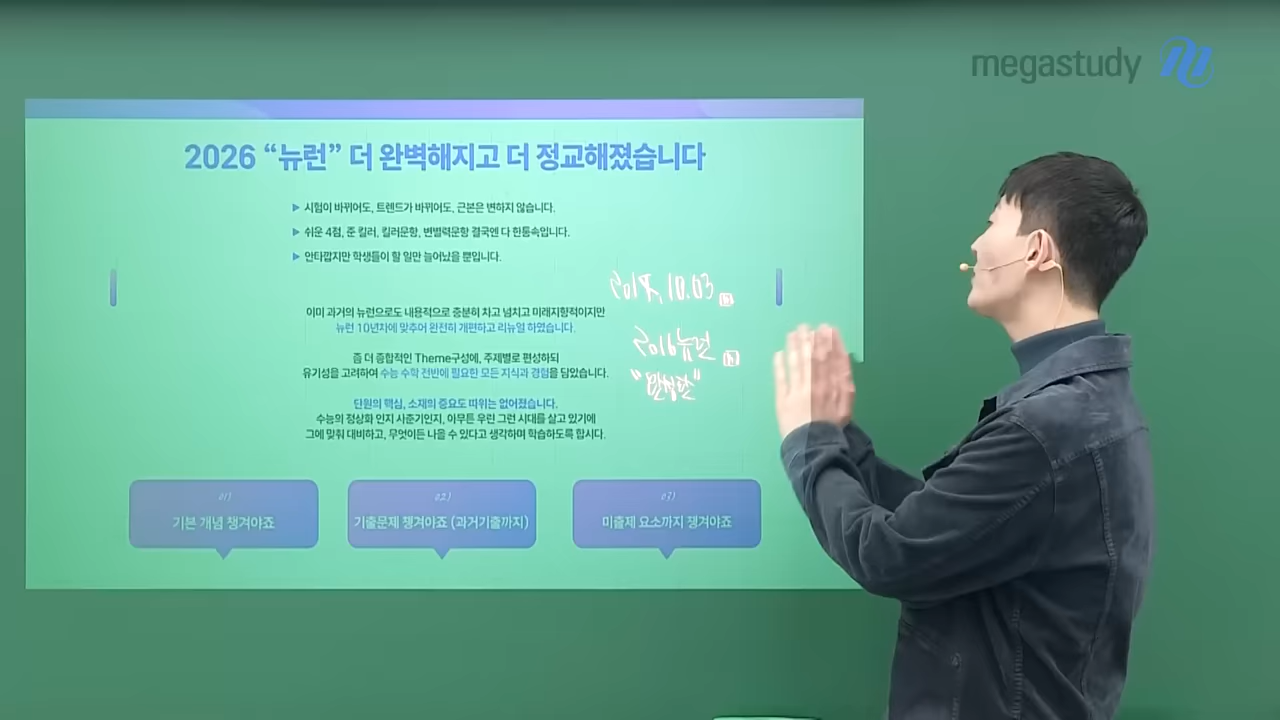 megastudy
2026 “뉴런” 더 완벽해지고 더 정교해졌습니다
▶ 시험이 바뀌어도, 트렌드가 바뀌어도, 근본은 변하지 않습니다.
▶ 쉬운 4점, 준 킬러, 킬러문항, 변별력문항 결국엔 다 한통속입니다.
▶ 안타깝지만 학생들이 할 일만 늘어났을 뿐입니다.
이미 과거의 뉴런으로도 내용적으로 충분히 차고 넘치고 미래지향적이지만
뉴런 10년차에 맞추어 완전히 개편하고 리뉴얼 하였습니다.
좀 더 종합적인 Theme구성에, 주제별로 편성하되
유기성을 고려하여 수능 수학 전반에 필요한 모든 지식과 경험을 담았습니다.
단원의 핵심, 소재의 중요도 따위는 없어졌습니다.
수능의 정상화 인지 사춘기인지, 아무튼 우린 그런 시대를 살고 있기에
그에 맞춰 대비하고, 무엇이든 나올 수 있다고 생각하며 학습하도록 합시다.
10.03
2016뉴런
01)
기본 개념 챙겨야죠
02)
기출문제 챙겨야죠 (과거기출까지)
03)
미출제 요소까지 챙겨야죠